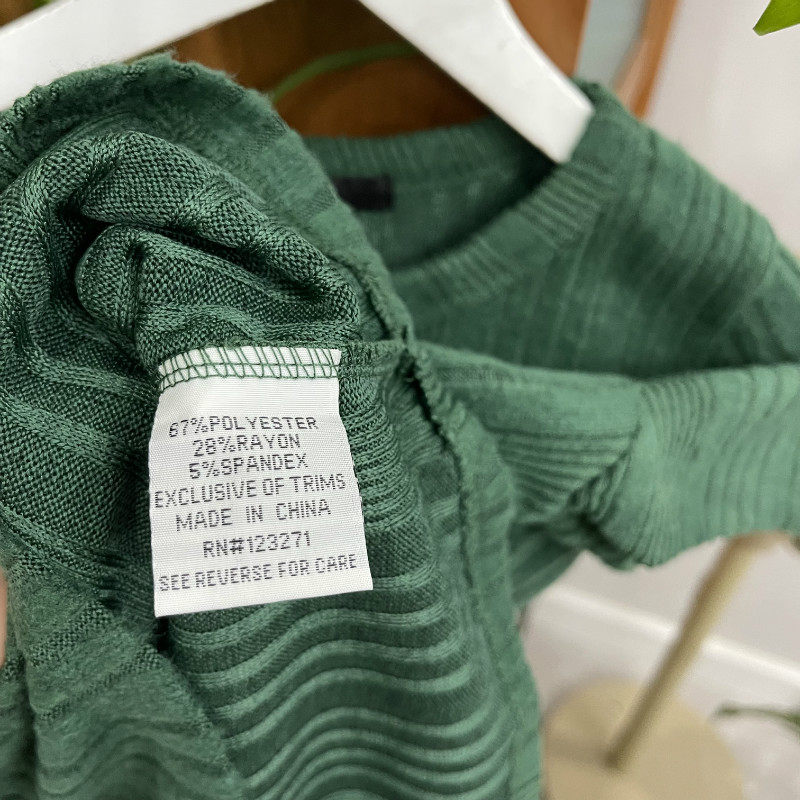 67%POLYESTER
28%RAYON
5%SPANDEX
EXCLUSIVE OF TRIMS
MADE IN CHINA
RN#123271
SEE REVERSE FOR CARE